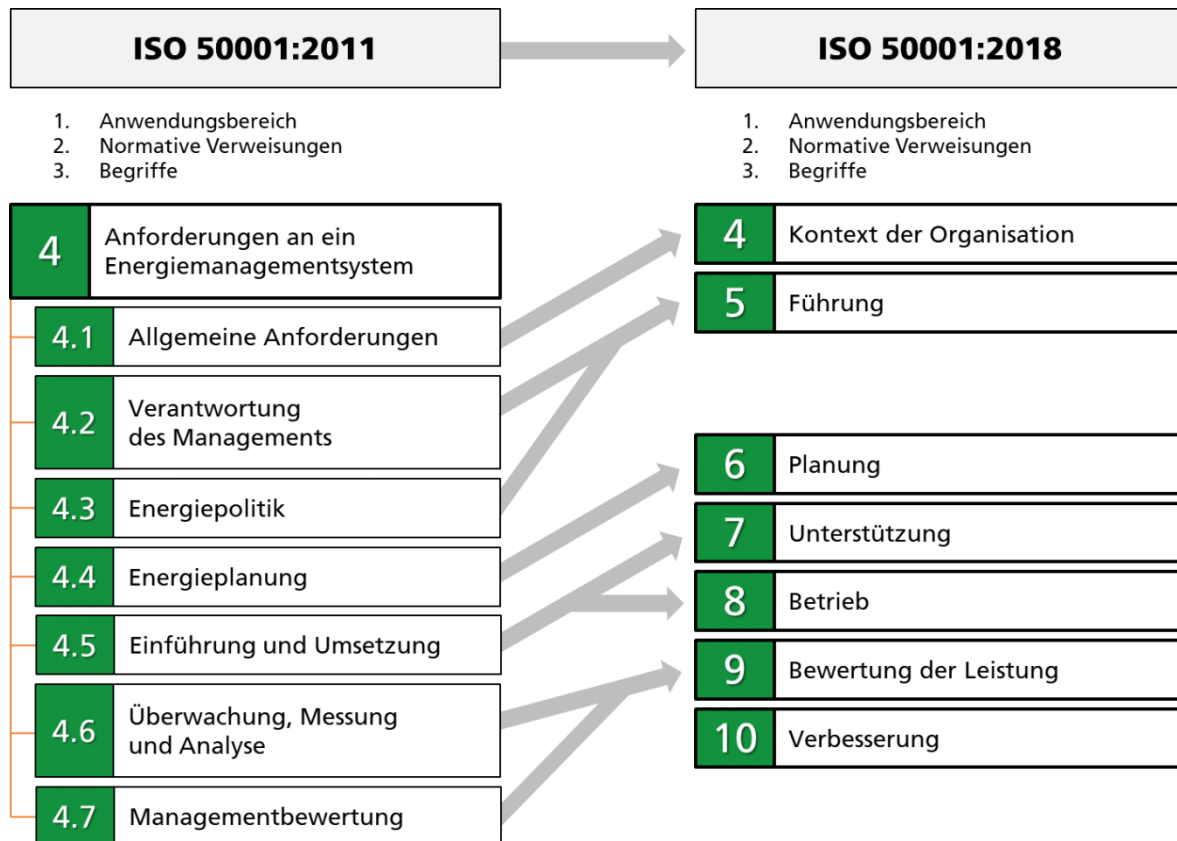 ISO 50001:2011
1. Anwendungsbereich
2. Normative Verweisungen
3. Begriffe
4 Anforderungen an ein
Energiemanagementsystem
4.1 Allgemeine Anforderungen
4.2 Verantwortung
des Managements
4.3 Energiepolitik
4.4 Energieplanung
4.5 Einführung und Umsetzung
4.6 Überwachung, Messung
und Analyse
4.7 Managementbewertung
ISO 50001:2018
1. Anwendungsbereich
2. Normative Verweisungen
3. Begriffe
4 Kontext der Organisation
5 Führung
6 Planung
7 Unterstützung
8 Betrieb
9 Bewertung der Leistung
10 Verbesserung